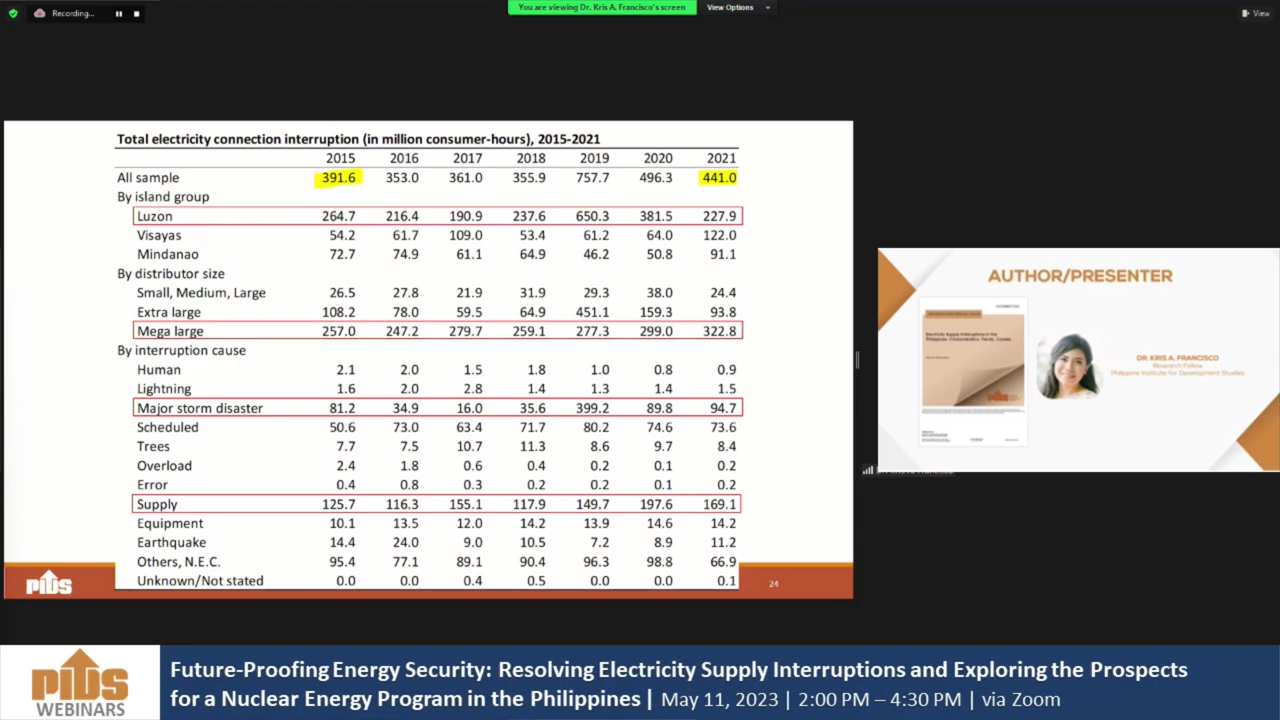 Recording...
You are viewing Dr. Kris A. Francisco's screen
View Options
View
Total electricity connection interruption (in million consumer-hours), 2015-2021
2015 2016 2017 2018 2019 2020 2021
All sample 391.6 353.0 361.0 355.9 757.7 496.3 441.0
By island group
Luzon 264.7 216.4 190.9 237.6 650.3 381.5 227.9
Visayas 54.2 61.7 109.0 53.4 61.2 64.0 122.0
Mindanao 72.7 74.9 61.1 64.9 46.2 50.8 91.1
By distributor size
Small, Medium, Large 26.5 27.8 21.9 31.9 29.3 38.0 24.4
Extra large 108.2 78.0 59.5 64.9 451.1 159.3 93.8
Mega large 257.0 247.2 279.7 259.1 277.3 299.0 322.8
By interruption cause
Human 2.1 2.0 1.5 1.8 1.0 0.8 0.9
Lightning 1.6 2.0 2.8 1.4 1.3 1.4 1.5
Major storm disaster 81.2 34.9 16.0 35.6 399.2 89.8 94.7
Scheduled 50.6 73.0 63.4 71.7 80.2 74.6 73.6
Trees 7.7 7.5 10.7 11.3 8.6 9.7 8.4
Overload 2.4 1.8 0.6 0.4 0.2 0.1 0.2
Error 0.4 0.8 0.3 0.2 0.2 0.1 0.2
Supply 125.7 116.3 155.1 117.9 149.7 197.6 169.1
Equipment 10.1 13.5 12.0 14.2 13.9 14.6 14.2
Earthquake 14.4 24.0 9.0 10.5 7.2 8.9 11.2
Others, N.E.C. 95.4 77.1 89.1 90.4 96.3 98.8 66.9
Unknown/Not stated 0.0 0.0 0.4 0.5 0.0 0.0 0.1
24
AUTHOR/PRESENTER
Electricity Supply Interruptions in the
Philippines: Characteristics, Trends, Causes
DR. KRIS A. FRANCISCO
Research Fellow
Philippine Institute for Development Studies
PIDS
PIDS
WEBINARS
Future-Proofing Energy Security: Resolving Electricity Supply Interruptions and Exploring the Prospects
for a Nuclear Energy Program in the Philippines | May 11, 2023 | 2:00 PM – 4:30 PM | via Zoom